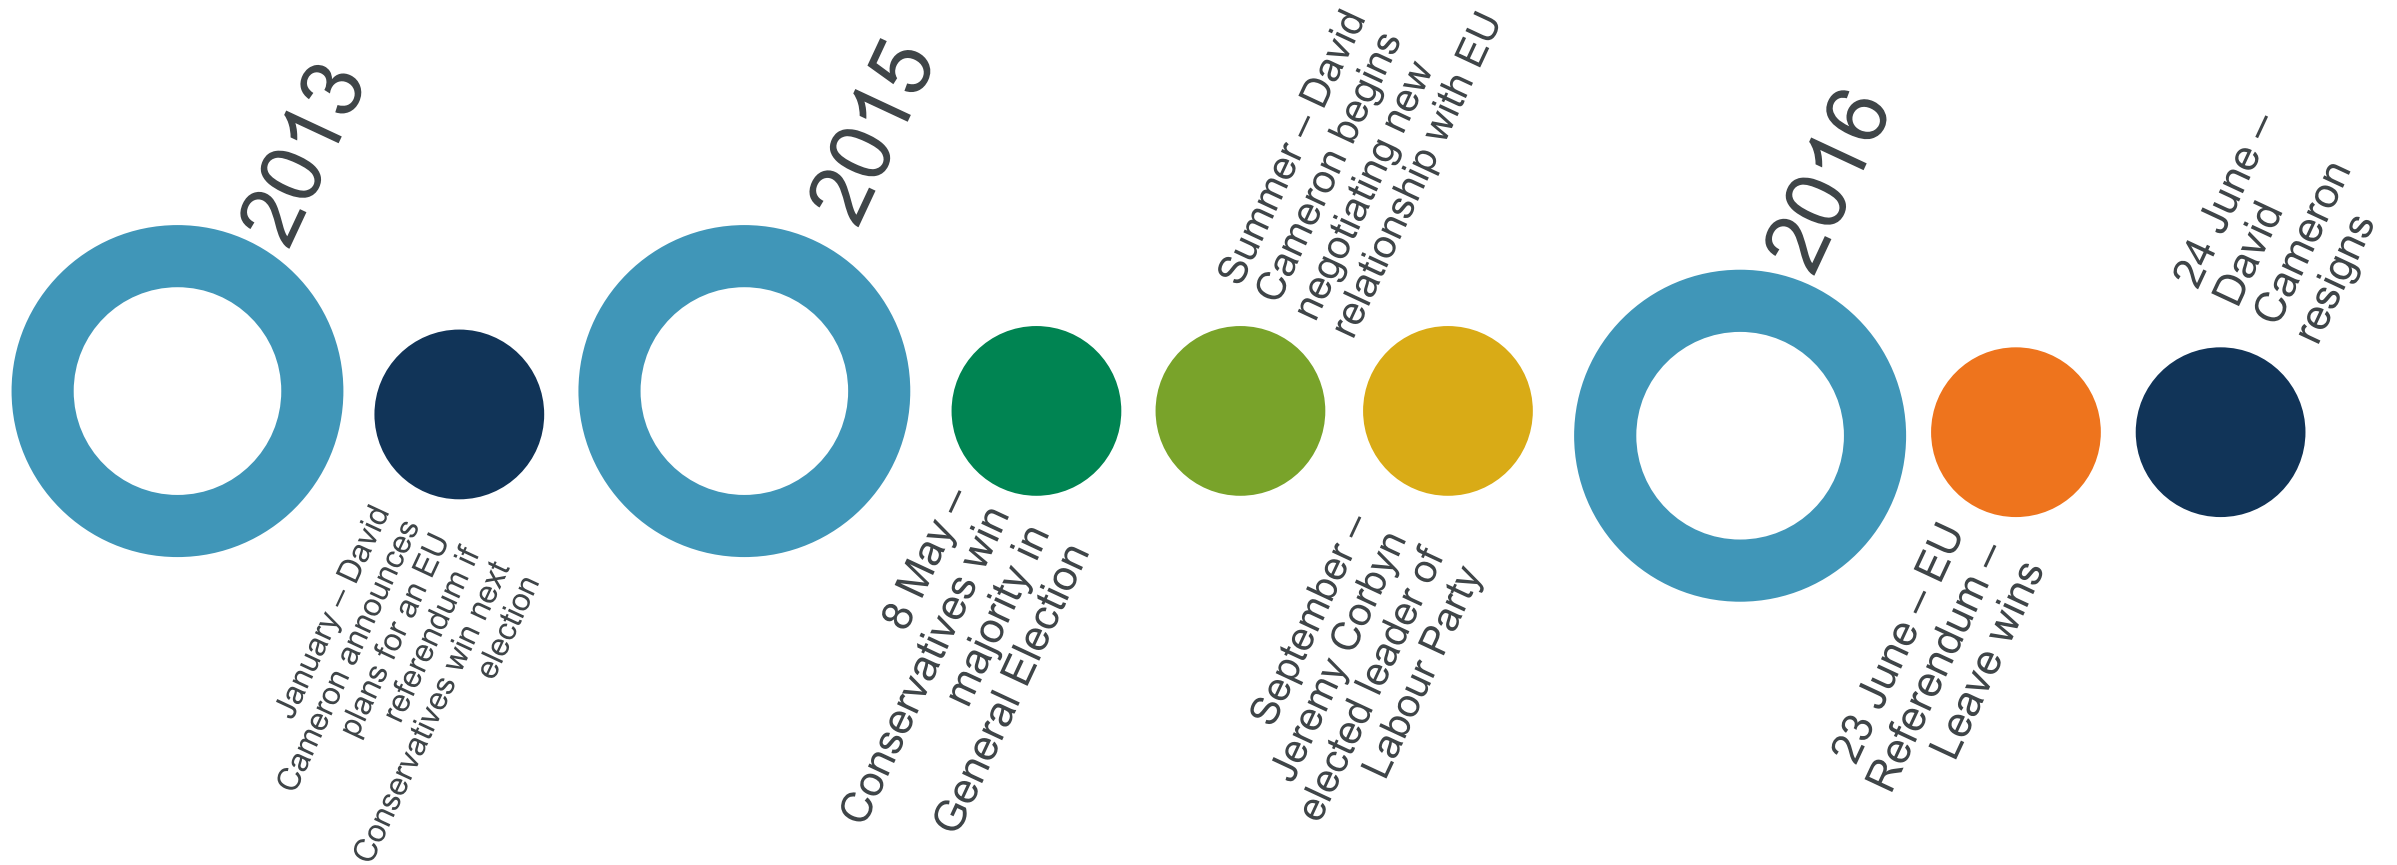 2013
January – David
Cameron announces
plans for an EU
referendum if
Conservatives win next
election
2015
8 May –
Conservatives win
majority in
General Election
Summer – David
Cameron begins
negotiating new
relationship with EU
September –
Jeremy Corbyn
elected leader of
Labour Party
2016
23 June – EU
Referendum –
Leave wins
24 June –
David
Cameron
resigns